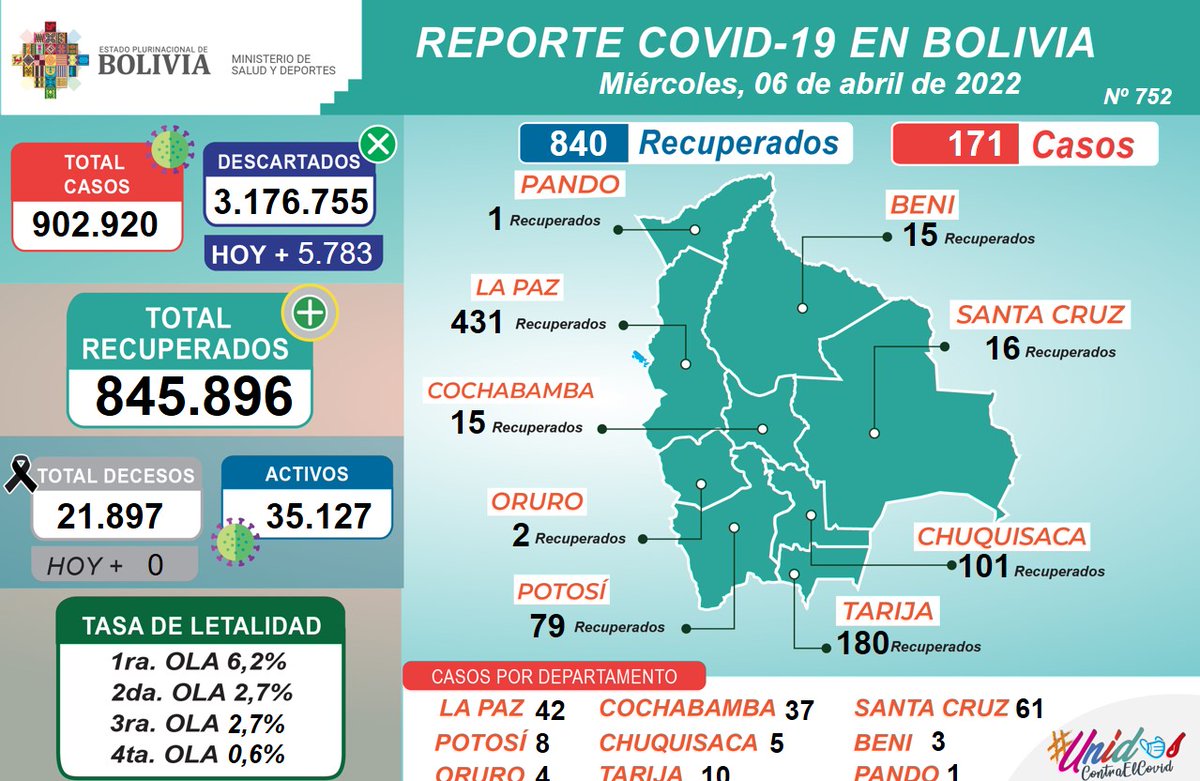 ESTADO PLURINACIONAL DE
BOLIVIA
MINISTERIO DE
SALUD Y DEPORTES
REPORTE COVID-19 EN BOLIVIA
Miércoles, 06 de abril de 2022
Nº 752
TOTAL
CASOS
902.920
DESCARTADOS
3.176.755
HOY + 5.783
TOTAL
RECUPERADOS
845.896
TOTAL DECESOS
21.897
HOY + 0
ACTIVOS
35.127
TASA DE LETALIDAD
1ra. OLA 6,2%
2da. OLA 2,7%
3ra. OLA 2,7%
4ta. OLA 0,6%
840 Recuperados
171 Casos
PANDO
1 Recuperados
BENI
15 Recuperados
LA PAZ
431 Recuperados
SANTA CRUZ
16 Recuperados
COCHABAMBA
15 Recuperados
ORURO
2 Recuperados
CHUQUISACA
101 Recuperados
POTOSÍ
79 Recuperados
TARIJA
180 Recuperados
CASOS POR DEPARTAMENTO
LA PAZ 42 COCHABAMBA 37 SANTA CRUZ 61
POTOSÍ 8 CHUQUISACA 5 BENI 3
ORURO 4 TARIJA 10 PANDO 1
#Unidos
ContraElCovid